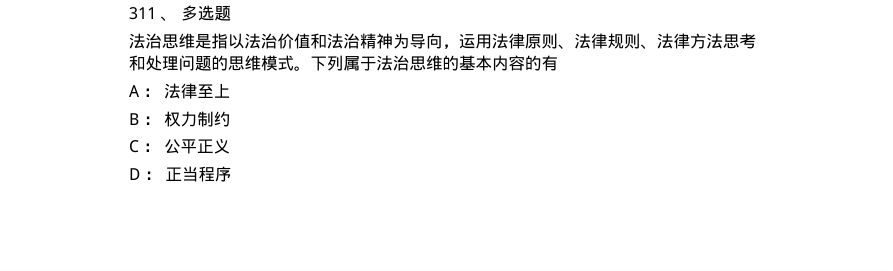 311 、 多选题
法治思维是指以法治价值和法治精神为导向，运用法律原则、法律规则、法律方法思考
和处理问题的思维模式。下列属于法治思维的基本内容的有
A ： 法律至上
B ： 权力制约
C ： 公平正义
D ： 正当程序